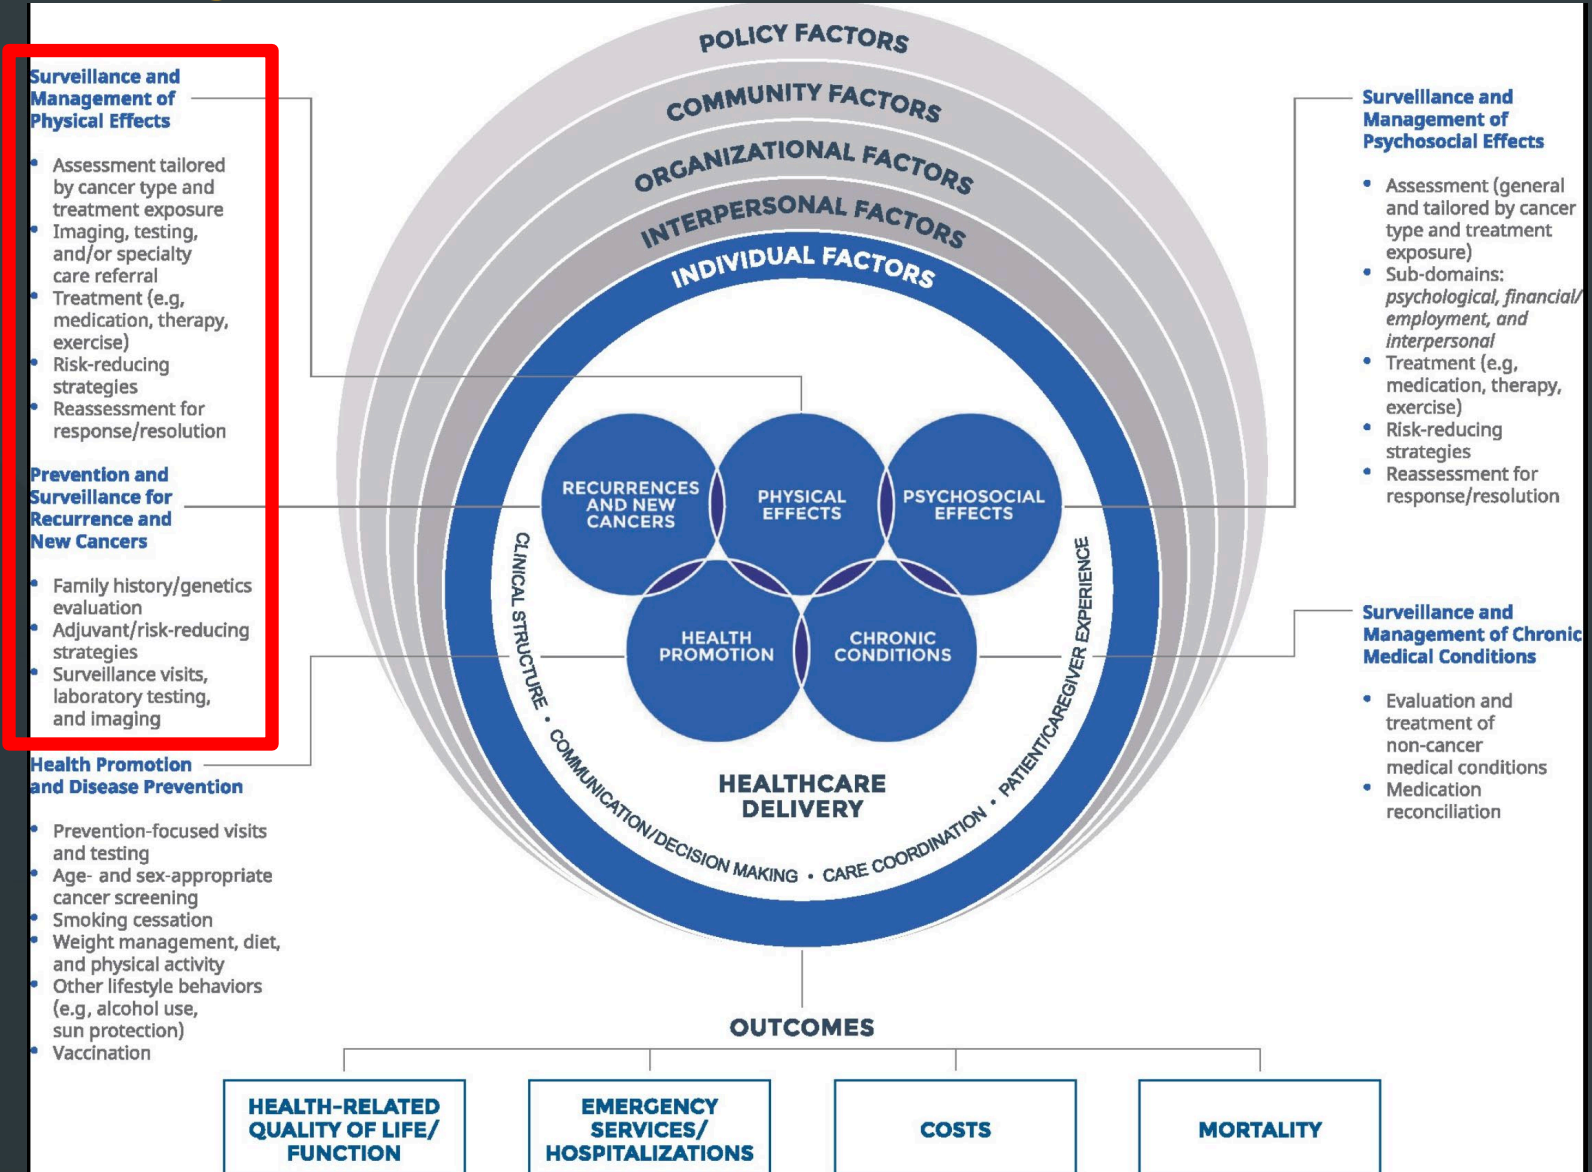 POLICY FACTORS
COMMUNITY FACTORS
ORGANIZATIONAL FACTORS
INTERPERSONAL FACTORS
INDIVIDUAL FACTORS
Surveillance and
Management of
Physical Effects
• Assessment tailored
by cancer type and
treatment exposure
• Imaging, testing,
and/or specialty
care referral
• Treatment (e.g,
medication, therapy,
exercise)
• Risk-reducing
strategies
• Reassessment for
response/resolution
Prevention and
Surveillance for
Recurrence and
New Cancers
• Family history/genetics
evaluation
• Adjuvant/risk-reducing
strategies
• Surveillance visits,
laboratory testing,
and imaging
Health Promotion
and Disease Prevention
• Prevention-focused visits
and testing
• Age- and sex-appropriate
cancer screening
• Smoking cessation
• Weight management, diet,
and physical activity
• Other lifestyle behaviors
(e.g, alcohol use,
sun protection)
• Vaccination
RECURRENCES
AND NEW
CANCERS
PHYSICAL
EFFECTS
PSYCHOSOCIAL
EFFECTS
HEALTH
PROMOTION
CHRONIC
CONDITIONS
HEALTHCARE
DELIVERY
CLINICAL STRUCTURE • COMMUNICATION/DECISION MAKING • CARE COORDINATION • PATIENT/CAREGIVER EXPERIENCE
Surveillance and
Management of
Psychosocial Effects
• Assessment (general
and tailored by cancer
type and treatment
exposure)
• Sub-domains:
psychological, financial/
employment, and
interpersonal
• Treatment (e.g,
medication, therapy,
exercise)
• Risk-reducing
strategies
• Reassessment for
response/resolution
Surveillance and
Management of Chronic
Medical Conditions
• Evaluation and
treatment of
non-cancer
medical conditions
• Medication
reconciliation
OUTCOMES
HEALTH-RELATED
QUALITY OF LIFE/
FUNCTION
EMERGENCY
SERVICES/
HOSPITALIZATIONS
COSTS
MORTALITY